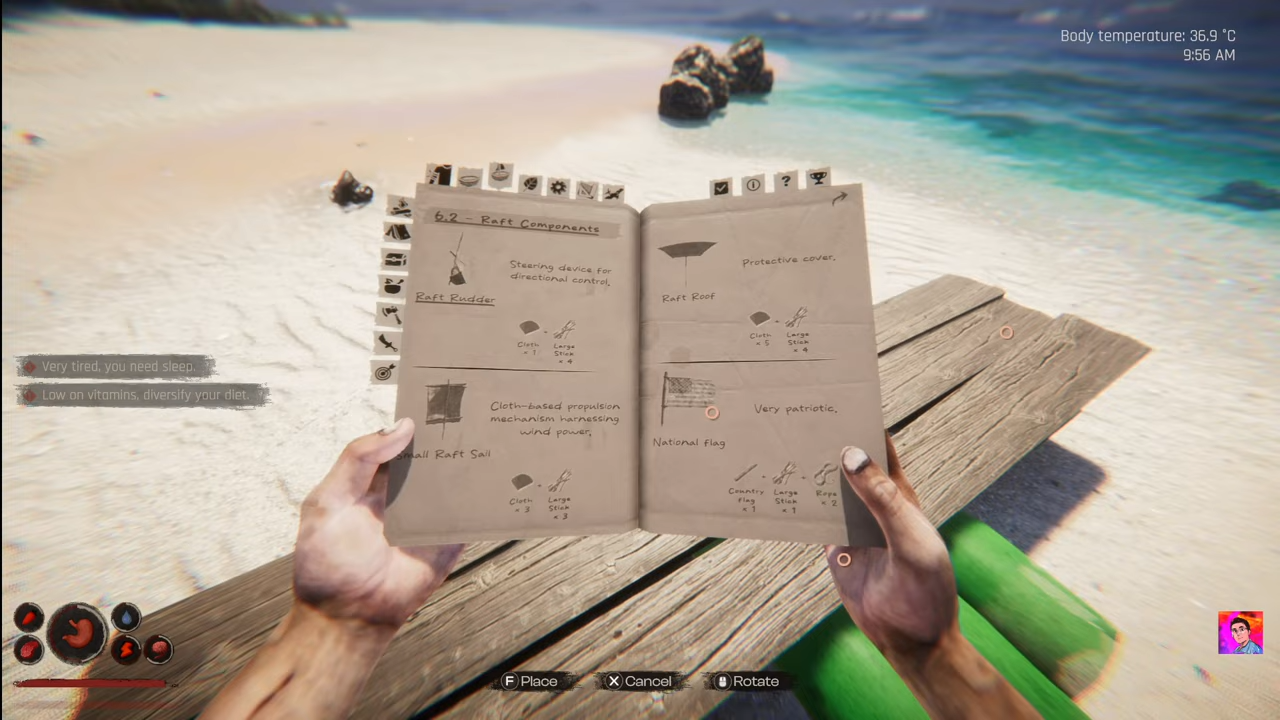 Body temperature: 36.9 °C
9:56 AM
6.2 - Raft Components
Steering device for
directional control.
Raft Rudder
Cloth
x 1
Large
Stick
x 4
Cloth-based propulsion
mechanism harnessing
wind power.
Small Raft Sail
Cloth
x 3
Large
Stick
x 3
Protective cover.
Raft Roof
Cloth
x 5
Large
Stick
x 4
Very patriotic.
National flag
Country
Flag
x 1
Large
Stick
x 1
Rope
x 2
Very tired, you need sleep.
Low on vitamins, diversify your diet.
F Place
X Cancel
Rotate